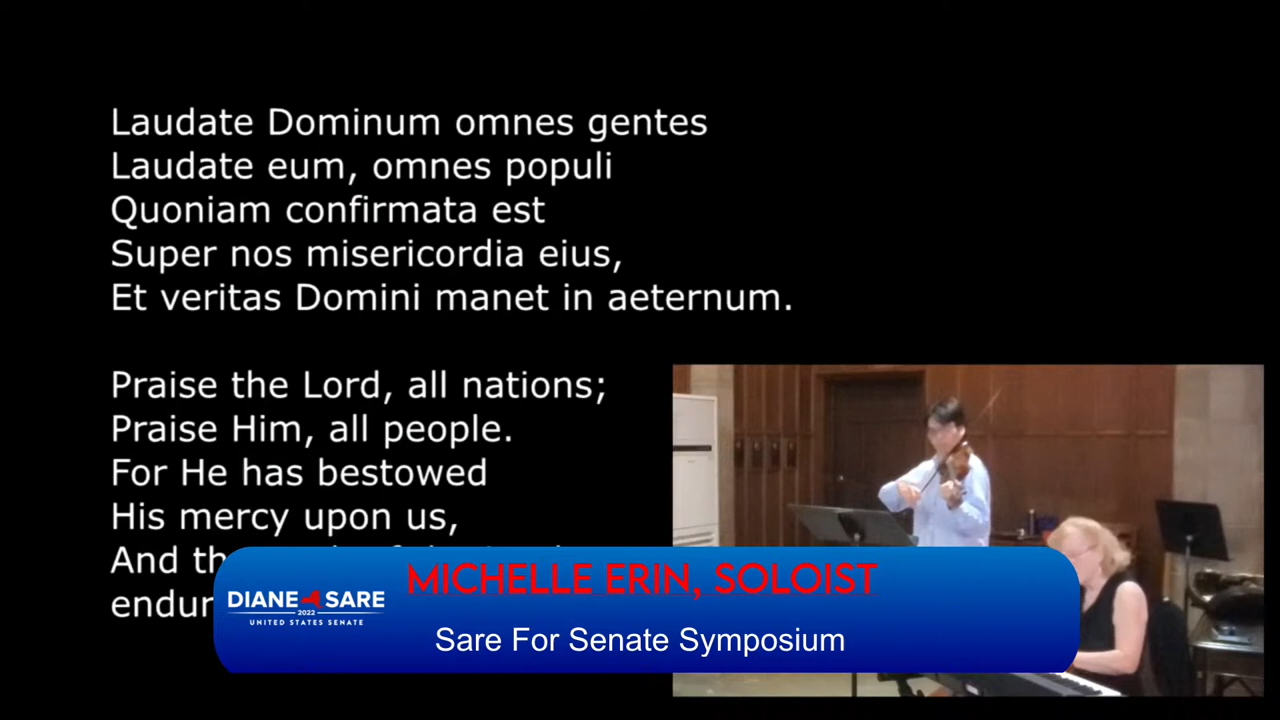 Laudate Dominum omnes gentes
Laudate eum, omnes populi
Quoniam confirmata est
Super nos misericordia eius,
Et veritas Domini manet in aeternum.
Praise the Lord, all nations;
Praise Him, all people.
For He has bestowed
His mercy upon us,
And
MICHELLE ERIN, SOLOIST
DIANE SARE
2022
UNITED STATES SENATE
Sare For Senate Symposium